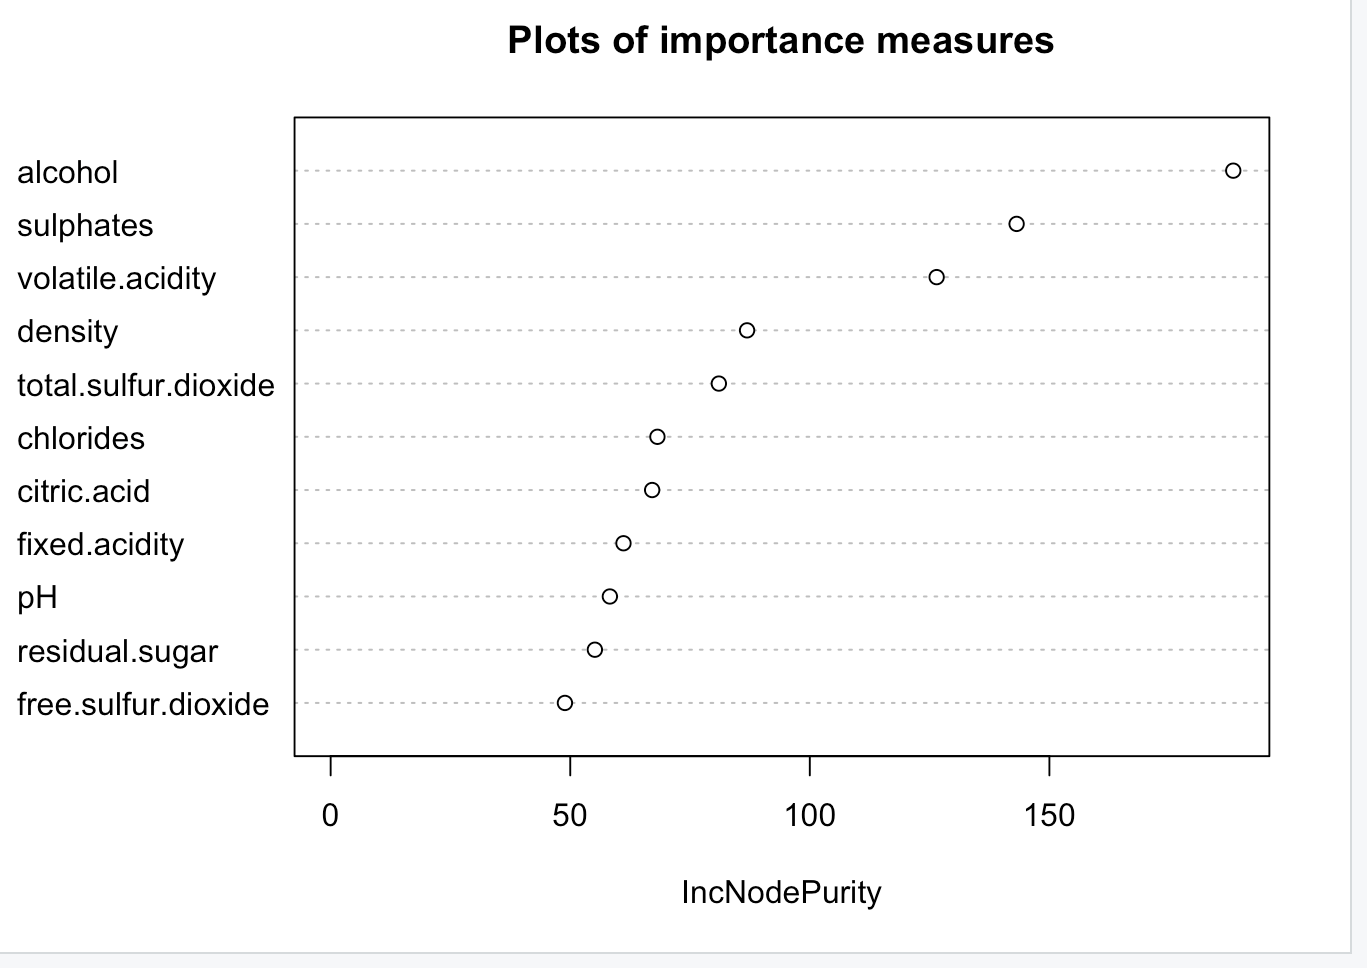 Plots of importance measures
alcohol
sulphates
volatile.acidity
density
total.sulfur.dioxide
chlorides
citric.acid
fixed.acidity
pH
residual.sugar
free.sulfur.dioxide
0 50 100 150
IncNodePurity